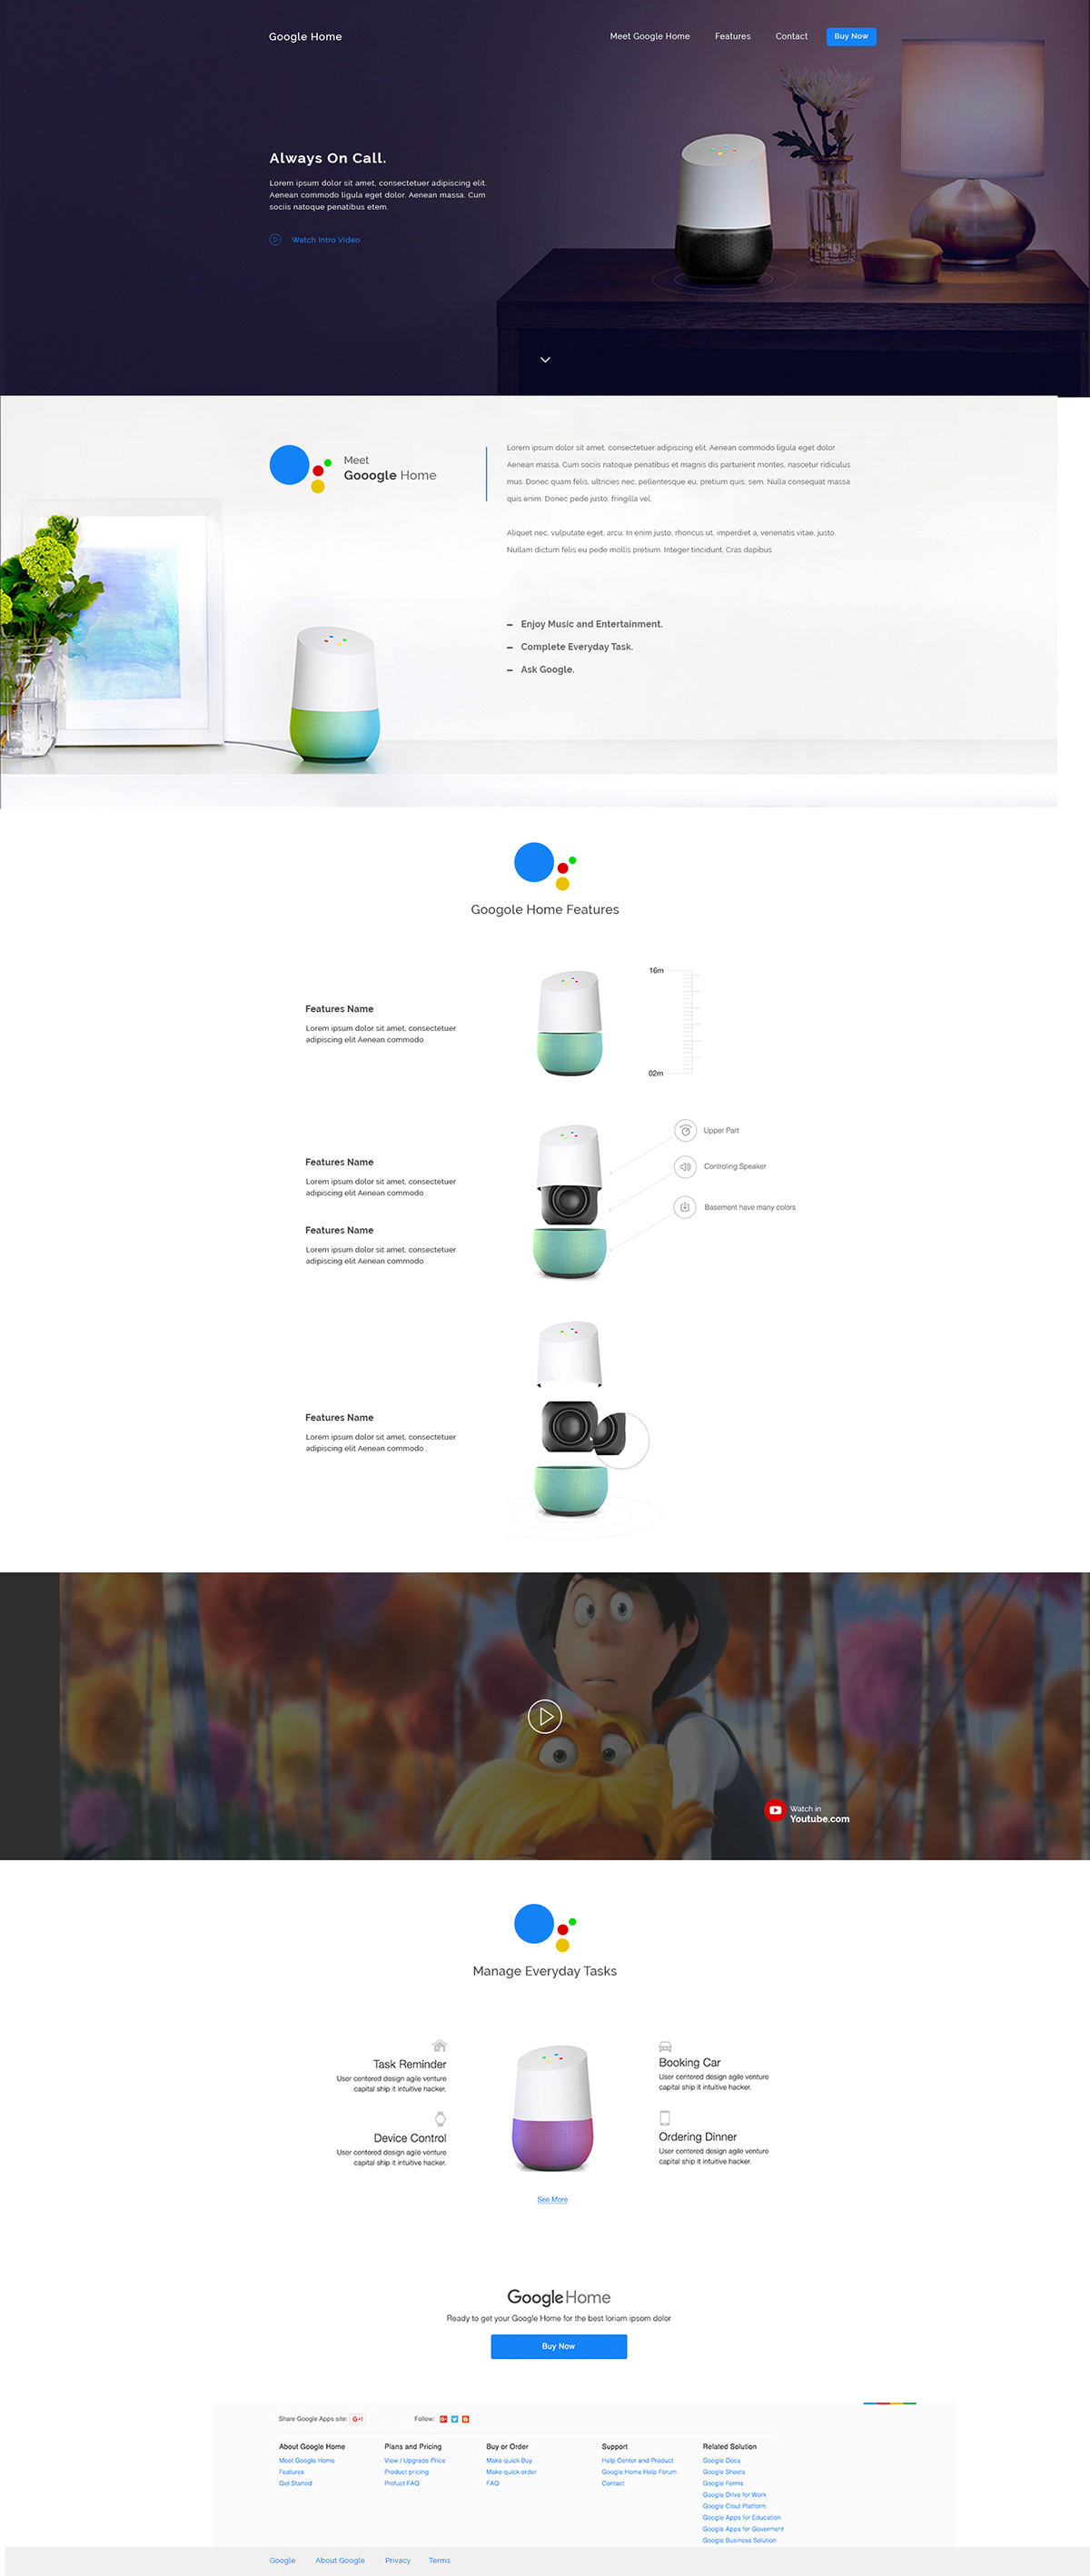 Google Home
Meet Google Home Features Contact Buy Now
Always On Call.
Lorem ipsum dolor sit amet, consectetuer adipiscing elit.
Aenean commodo ligula eget dolor. Aenean massa. Cum
sociis natoque penatibus etem.
Watch Intro Video
Meet
Gooogle Home
Lorem ipsum dolor sit amet, consectetuer adipiscing elit. Aenean commodo ligula eget dolor.
Aenean massa. Cum sociis natoque penatibus et magnis dis parturient montes, nascetur ridiculus
mus. Donec quam felis, ultricies nec, pellentesque eu, pretium quis, sem. Nulla consequat massa
quis enim. Donec pede justo, fringilla vel,
Aliquet nec, vulputate eget, arcu. In enim justo, rhoncus ut, imperdiet a, venenatis vitae, justo.
Nullam dictum felis eu pede mollis pretium. Integer tincidunt. Cras dapibus
– Enjoy Music and Entertainment.
– Complete Everyday Task.
– Ask Google.
Googole Home Features
16m
Features Name
Lorem ipsum dolor sit amet, consectetuer
adipiscing elit Aenean commodo .
02m
Upper Part
Features Name
Controling Speaker
Lorem ipsum dolor sit amet, consectetuer
adipiscing elit Aenean commodo .
Basement have many colors
Features Name
Lorem ipsum dolor sit amet, consectetuer
adipiscing elit Aenean commodo .
Features Name
Lorem ipsum dolor sit amet, consectetuer
adipiscing elit Aenean commodo .
Watch in
Youtube.com
Manage Everyday Tasks
Task Reminder
User centered design agile venture
capital ship it intuitive hacker.
Booking Car
User centered design agile venture
capital ship it intuitive hacker.
Device Control
User centered design agile venture
capital ship it intuitive hacker.
Ordering Dinner
User centered design agile venture
capital ship it intuitive hacker.
See More
Google Home
Ready to get your Google Home for the best loriam ipsom dolor
Buy Now
Share Google Apps site: G+1 Follow:
About Google Home
Meet Google Home
Features
Got Started
Plans and Pricing
View / Upgrade Price
Product pricing
Profuct FAQ
Buy or Order
Make quick Buy
Make quick order
FAQ
Support
Help Center and Product
Google Home Help Forum
Contact
Related Solution
Google Docs
Google Sheets
Google Forms
Google Drive for Work
Google Clout Platform
Google Apps for Education
Google Apps for Goverment
Google Business Solution
Google About Google Privacy Terms